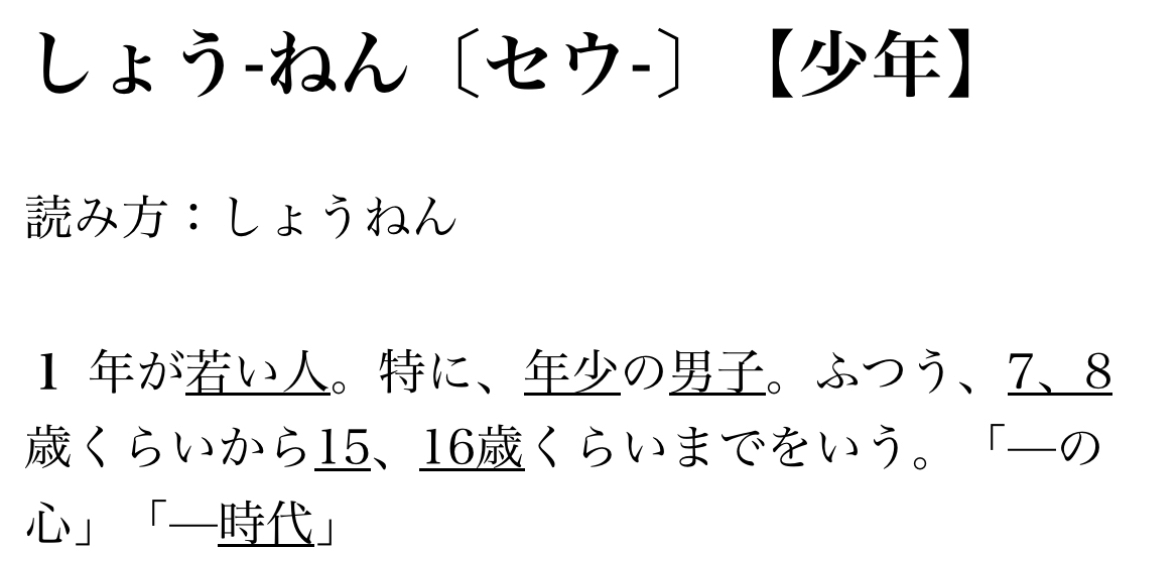 しょう‐ねん〔セウ‐〕【少年】
読み方：しょうねん
1 年が若い人。特に、年少の男子。ふつう、7、8
歳くらいから15、16歳くらいまでをいう。「—の
心」「—時代」